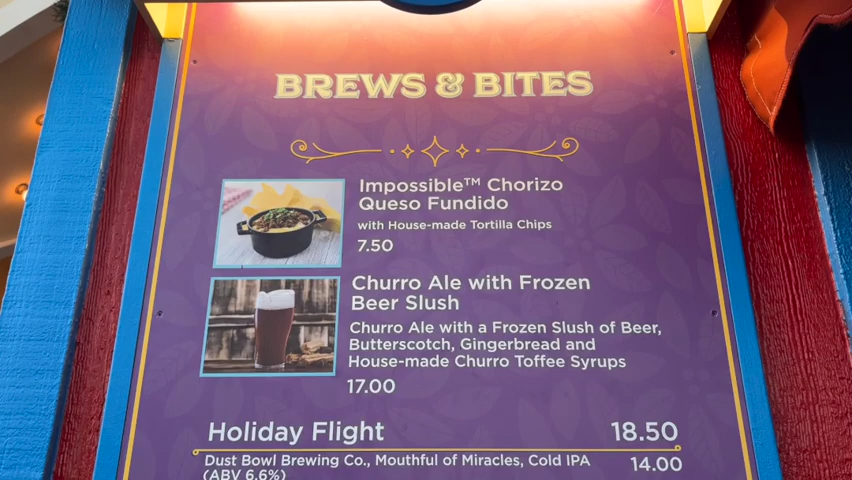 BREWS & BITES
Impossible™ Chorizo
Queso Fundido
with House-made Tortilla Chips
7.50
Churro Ale with Frozen
Beer Slush
Churro Ale with a Frozen Slush of Beer,
Butterscotch, Gingerbread and
House-made Churro Toffee Syrups
17.00
Holiday Flight 18.50
Dust Bowl Brewing Co., Mouthful of Miracles, Cold IPA 14.00
(ABV 6.6%)